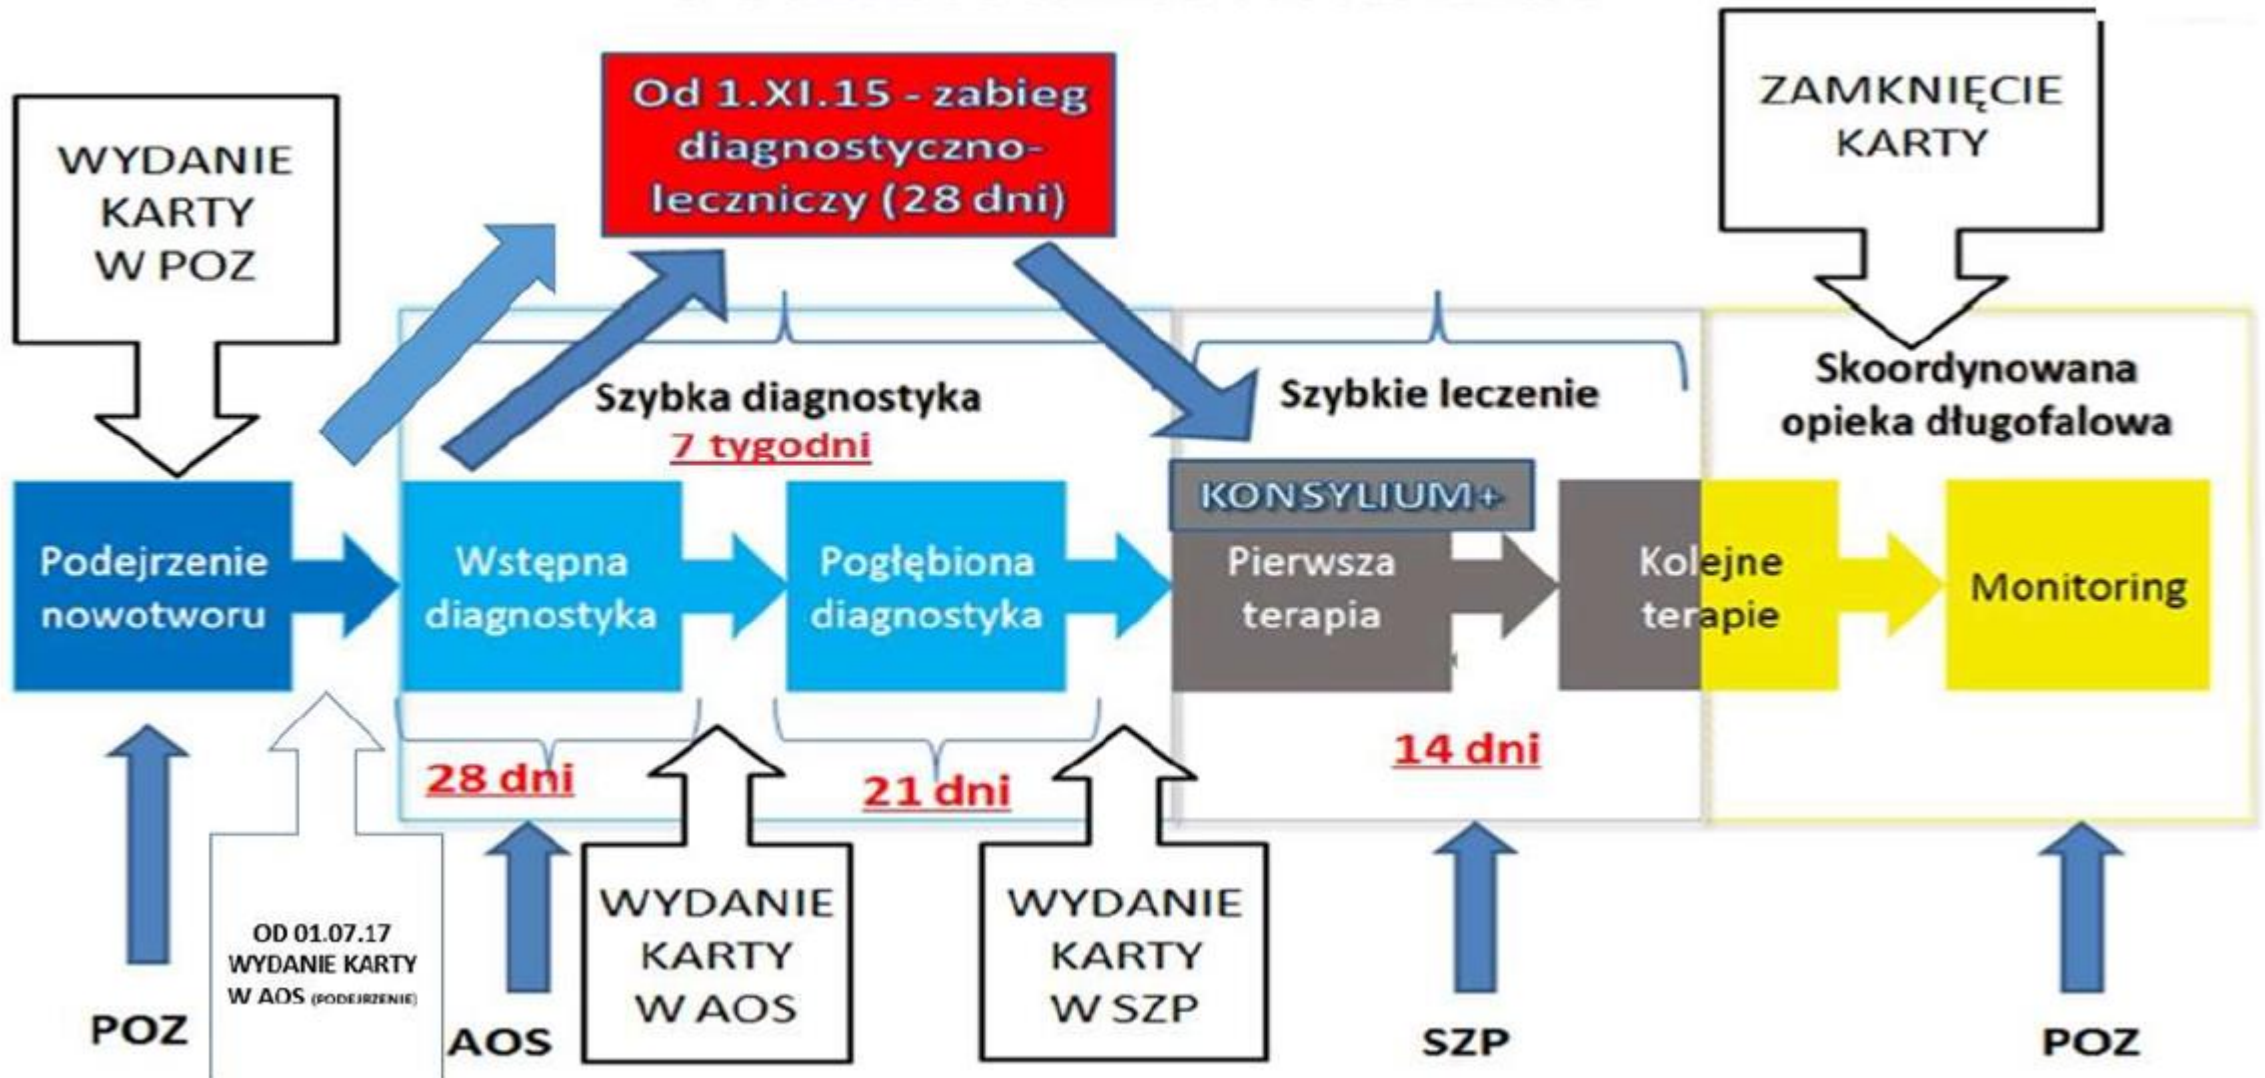 WYDANIE
KARTY
W POZ
Od 1.XI.15 - zabieg
diagnostyczno-
leczniczy (28 dni)
ZAMKNIĘCIE
KARTY
Szybka diagnostyka
7 tygodni
Szybkie leczenie
Skoordynowana
opieka długofalowa
Podejrzenie
nowotworu
Wstępna
diagnostyka
Pogłębiona
diagnostyka
KONSYLIUM+
Pierwsza
terapia
Kolejne
terapie
Monitoring
28 dni
21 dni
14 dni
POZ
OD 01.07.17
WYDANIE KARTY
W AOS (PODEJRZENIE)
AOS
WYDANIE
KARTY
W AOS
WYDANIE
KARTY
W SZP
SZP
POZ